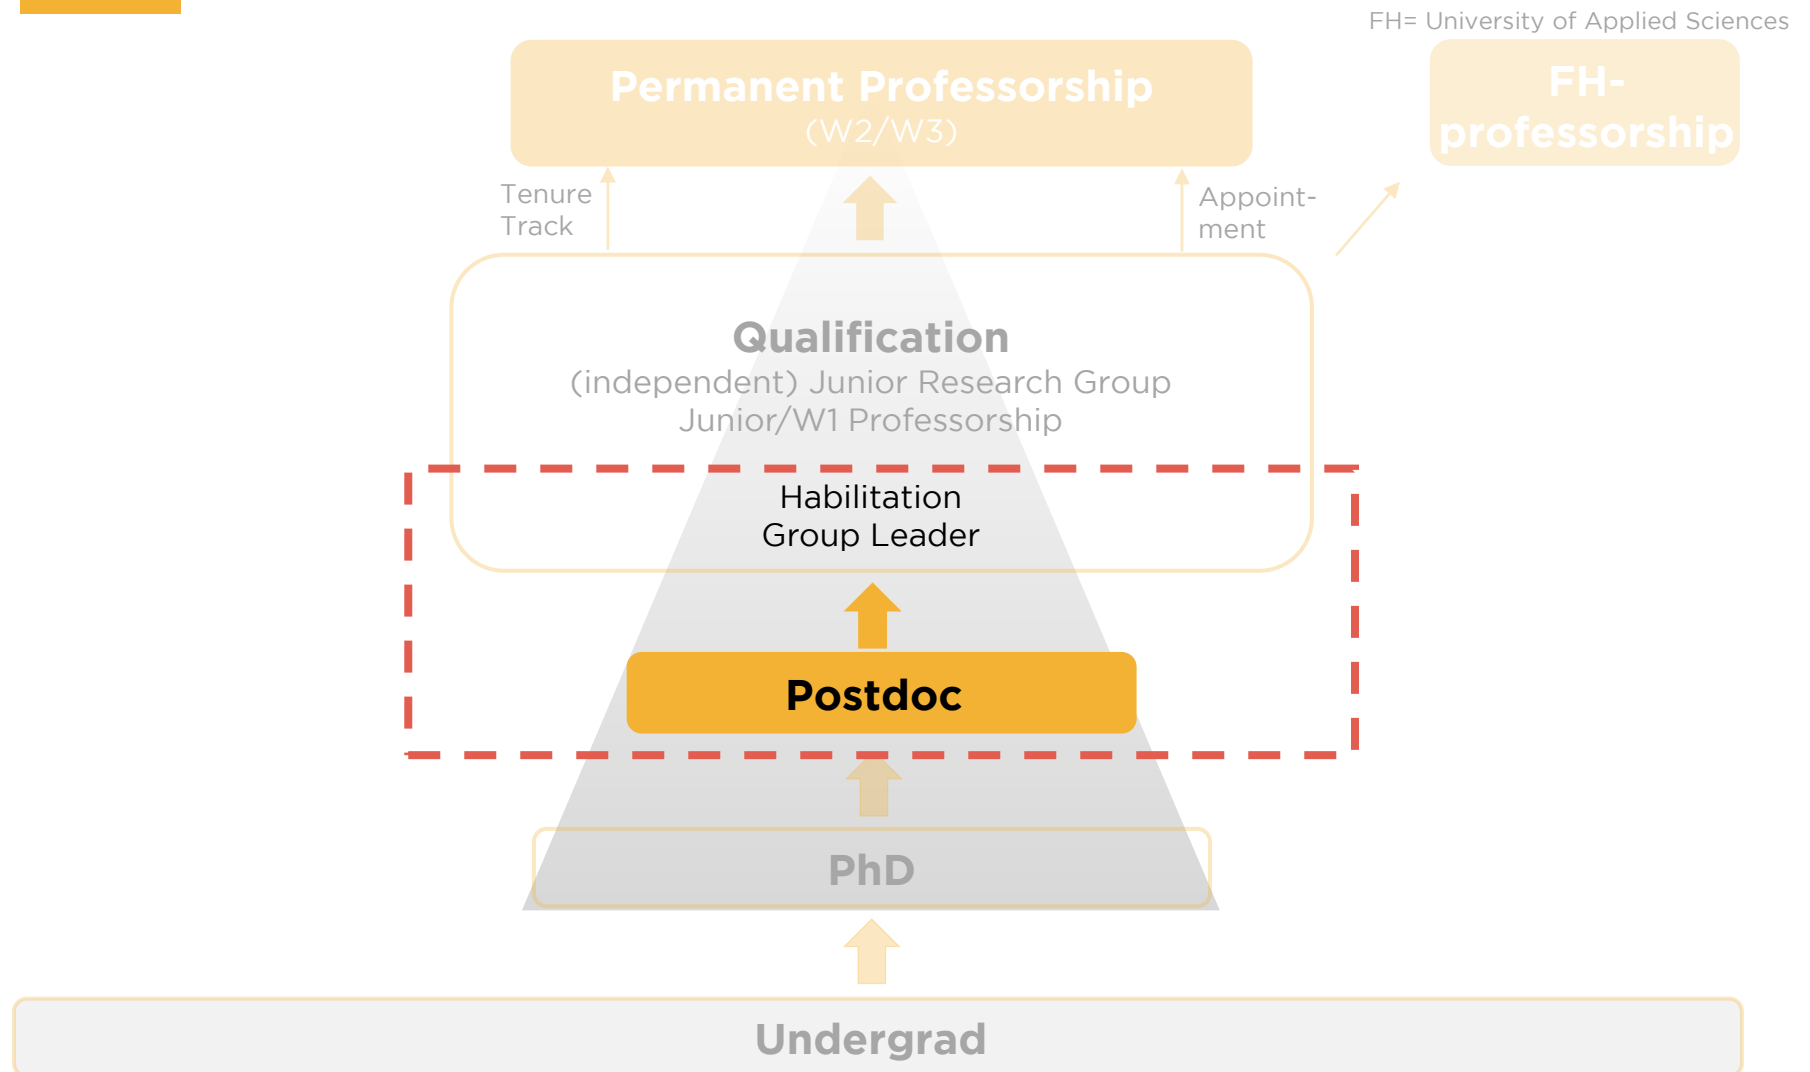 FH= University of Applied Sciences
Permanent Professorship
(W2/W3)
FH-
professorship
Tenure
Track
Appoint-
ment
Qualification
(independent) Junior Research Group
Junior/W1 Professorship
Habilitation
Group Leader
Postdoc
PhD
Undergrad